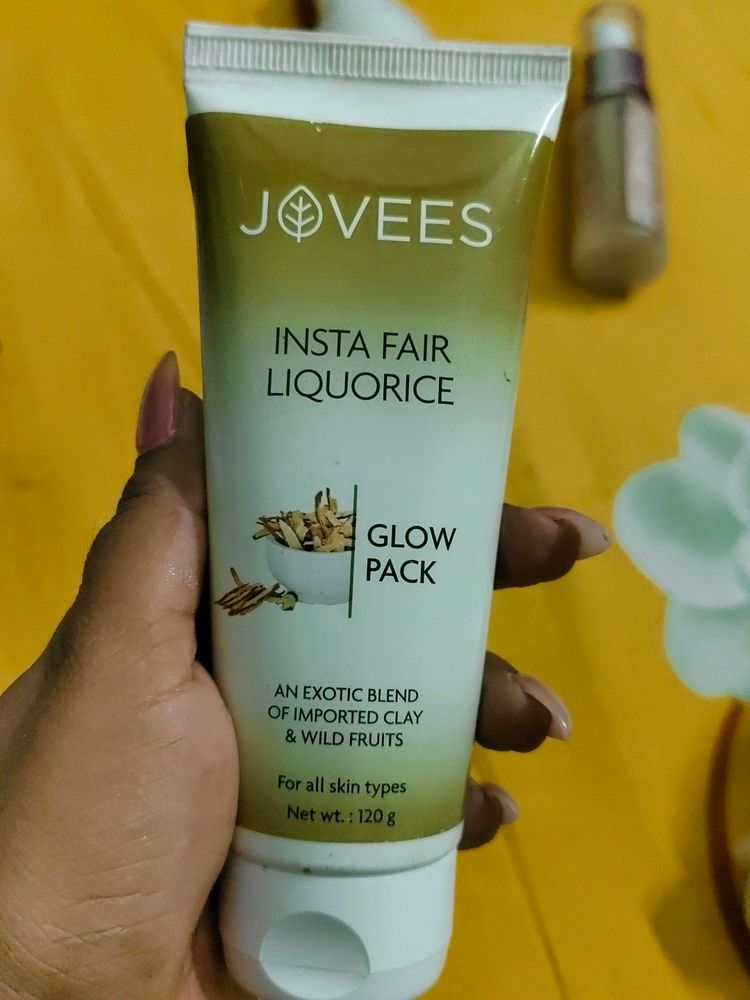 JOVEES
INSTA FAIR
LIQUORICE
GLOW
PACK
AN EXOTIC BLEND
OF IMPORTED CLAY
& WILD FRUITS
For all skin types
Net wt. : 120 g